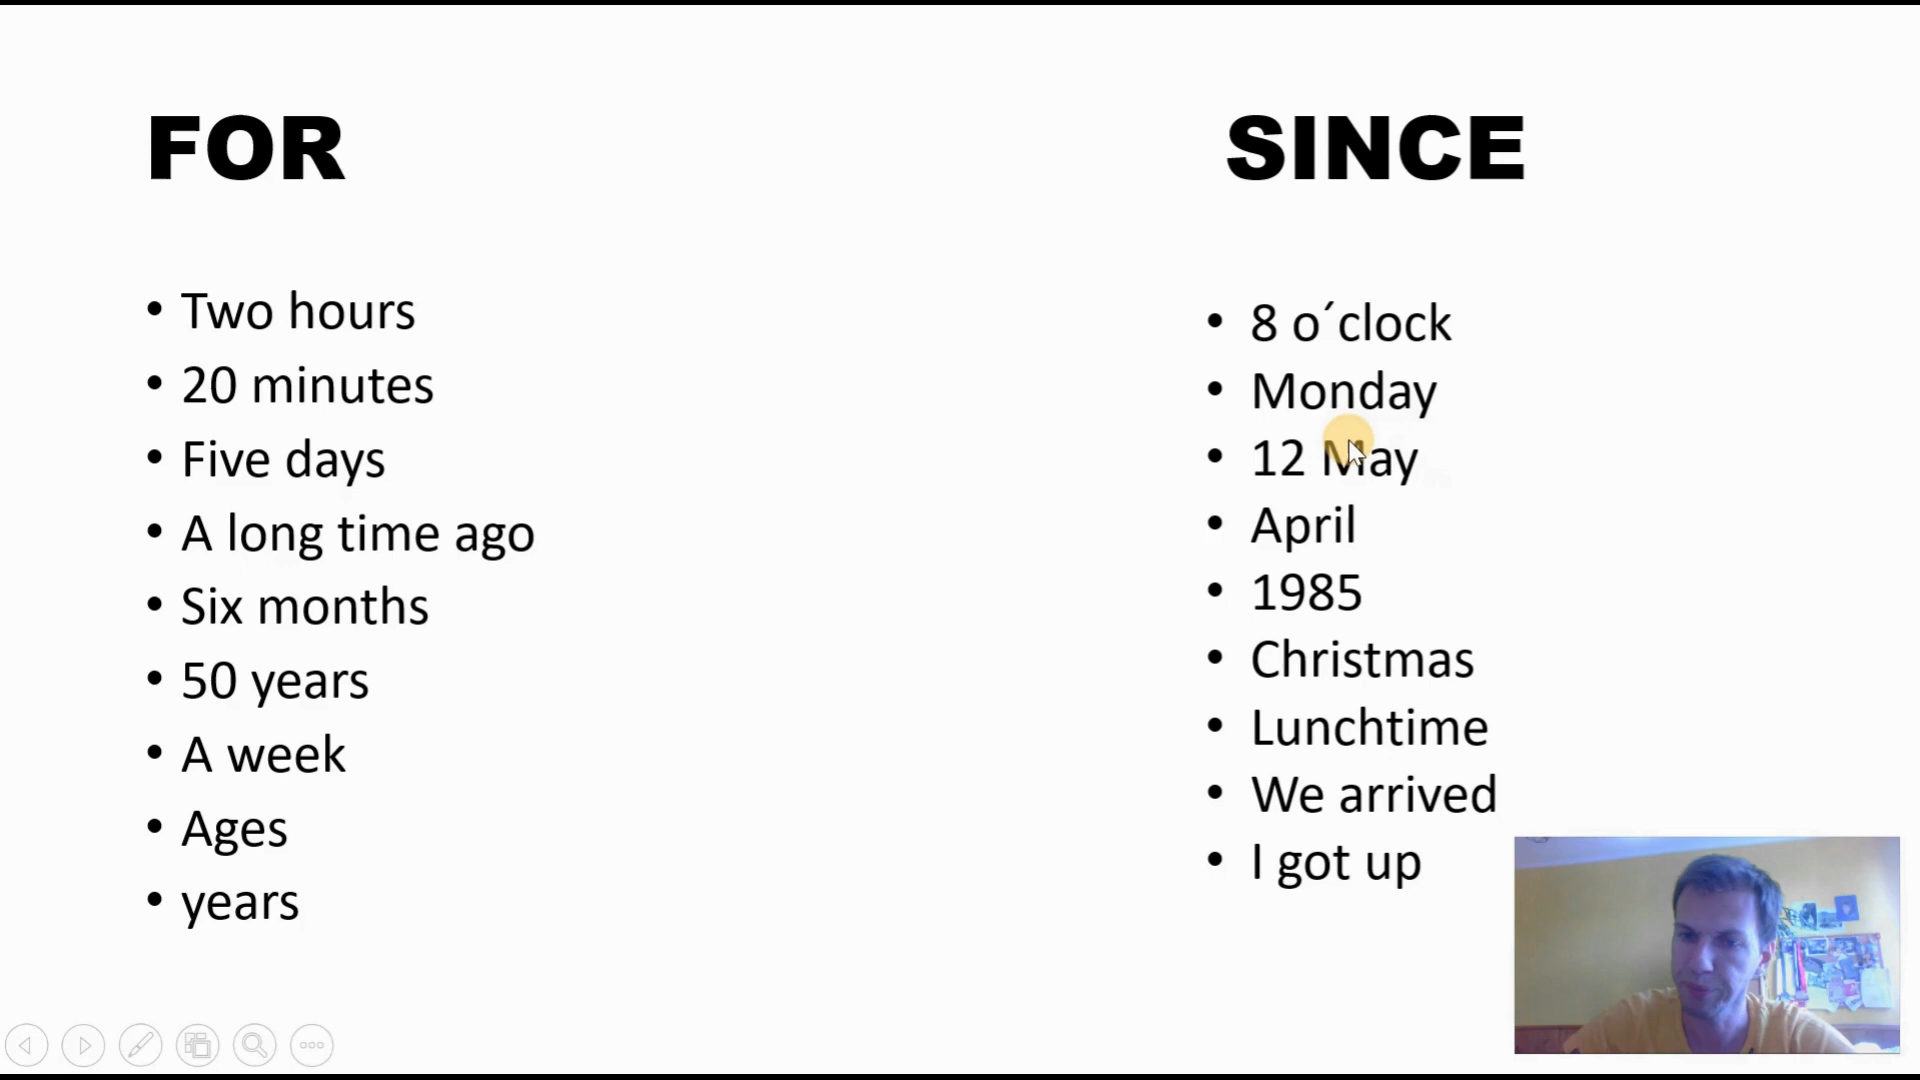 FOR
Two hours
20 minutes
Five days
A long time ago
Six months
50 years
A week
Ages
years
SINCE
8 o´clock
Monday
12 May
April
1985
Christmas
Lunchtime
We arrived
I got up